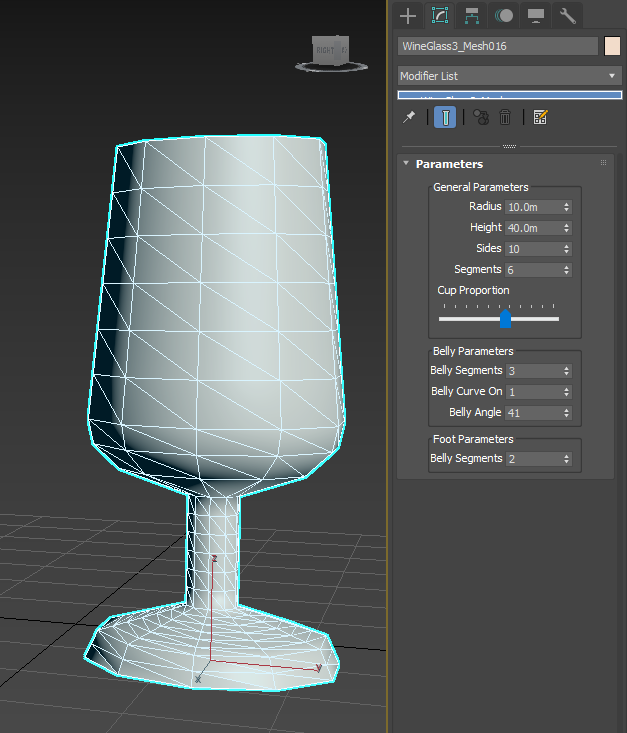 RIGHT
z
y
x
WineGlass3_Mesh016
Modifier List
Parameters
General Parameters
Radius 10.0m
Height 40.0m
Sides 10
Segments 6
Cup Proportion
Belly Parameters
Belly Segments 3
Belly Curve On 1
Belly Angle 41
Foot Parameters
Belly Segments 2